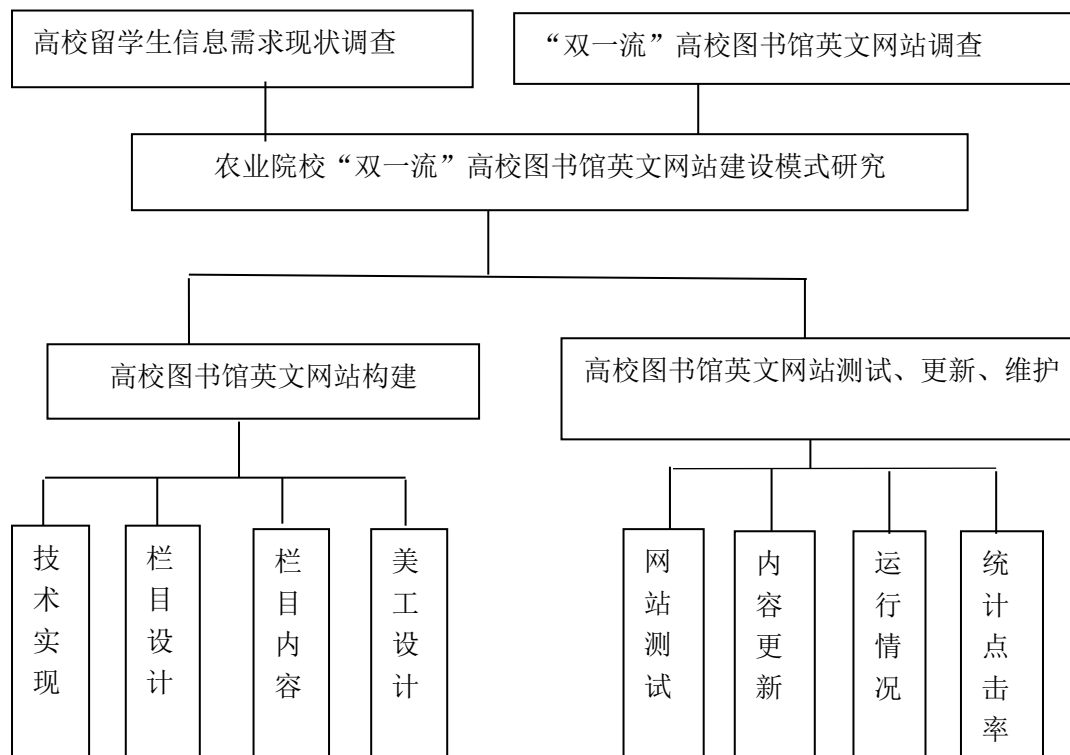 高校留学生信息需求现状调查
“双一流”高校图书馆英文网站调查
农业院校“双一流”高校图书馆英文网站建设模式研究
高校图书馆英文网站构建
高校图书馆英文网站测试、更新、维护
技术实现
栏目设计
栏目内容
美工设计
网站测试
内容更新
运行情况
统计点击率